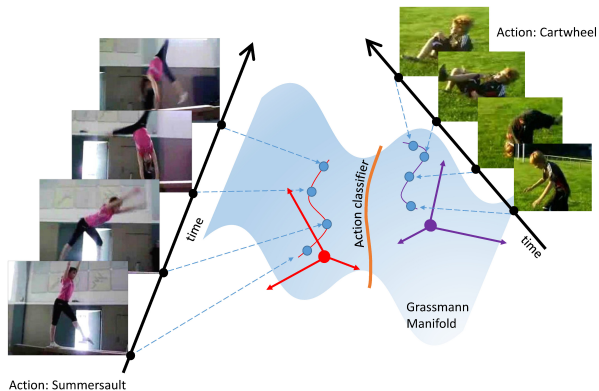 Action: Cartwheel
time
Action classifier
time
Grassmann
Manifold
Action: Summersault